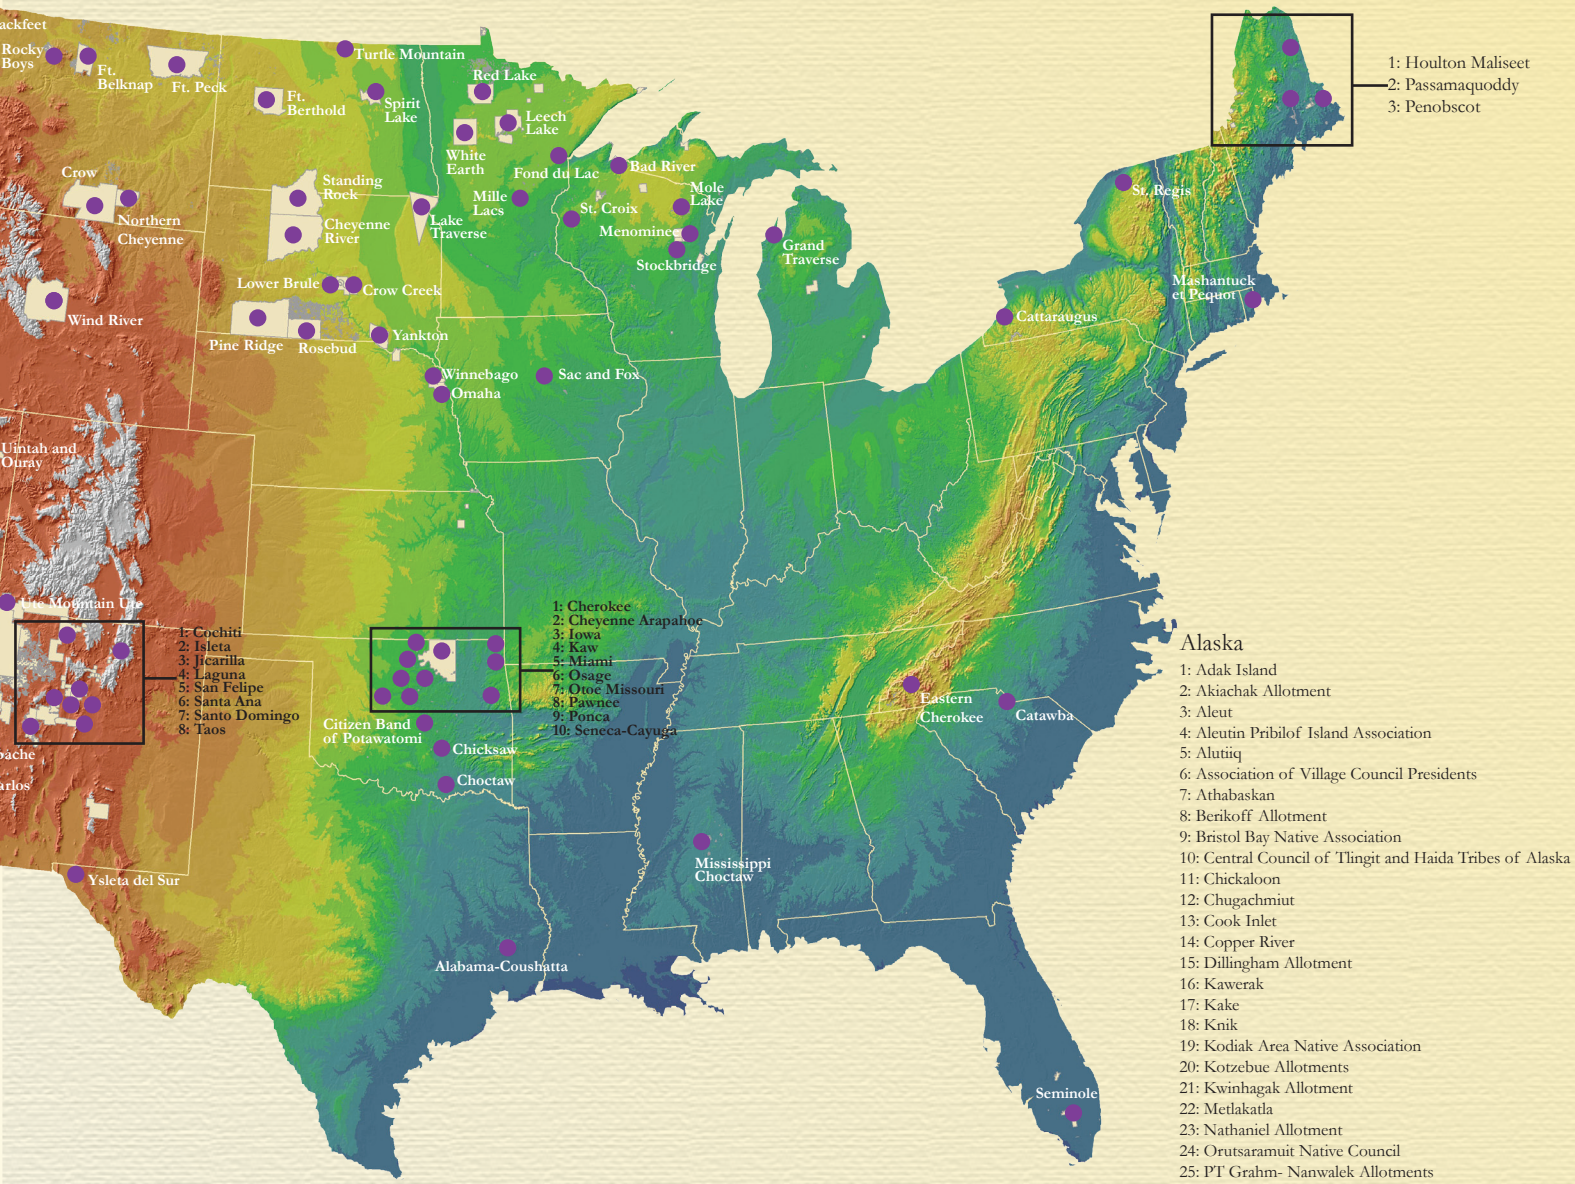 ackfeet
Rocky
Boys
Ft.
Belknap
Ft. Peck
Turtle Mountain
Ft.
Berthold
Spirit
Lake
Red Lake
Leech
Lake
White
Earth
Fond du Lac
Bad River
Mille
Lacs
St. Croix
Mole
Lake
Menominee
Stockbridge
Grand
Traverse
Crow
Northern
Cheyenne
Standing
Rock
Cheyenne
River
Lake
Traverse
Lower Brule
Crow Creek
Wind River
Pine Ridge
Rosebud
Yankton
Winnebago
Omaha
Sac and Fox
St. Regis
Mashantuck
et Pequot
Cattaraugus
1: Houlton Maliseet
2: Passamaquoddy
3: Penobscot
Uintah and
Ouray
Ute Mountain Ute
1: Cochiti
2: Isleta
3: Jicarilla
4: Laguna
5: San Felipe
6: Santa Ana
7: Santo Domingo
8: Taos
1: Cherokee
2: Cheyenne Arapahoe
3: Iowa
4: Kaw
5: Miami
6: Osage
7: Otoe Missouri
8: Pawnee
9: Ponca
10: Seneca-Cayuga
Citizen Band
of Potawatomi
Chicksaw
Choctaw
Eastern
Cherokee
Catawba
pache
arlos
Ysleta del Sur
Mississippi
Choctaw
Alabama-Coushatta
Seminole
Alaska
1: Adak Island
2: Akiachak Allotment
3: Aleut
4: Aleutin Pribilof Island Association
5: Alutiiq
6: Association of Village Council Presidents
7: Athabaskan
8: Berikoff Allotment
9: Bristol Bay Native Association
10: Central Council of Tlingit and Haida Tribes of Alaska
11: Chickaloon
12: Chugachmiut
13: Cook Inlet
14: Copper River
15: Dillingham Allotment
16: Kawerak
17: Kake
18: Knik
19: Kodiak Area Native Association
20: Kotzebue Allotments
21: Kwinhagak Allotment
22: Metlakatla
23: Nathaniel Allotment
24: Orutsaramuit Native Council
25: PT Grahm- Nanwalek Allotments